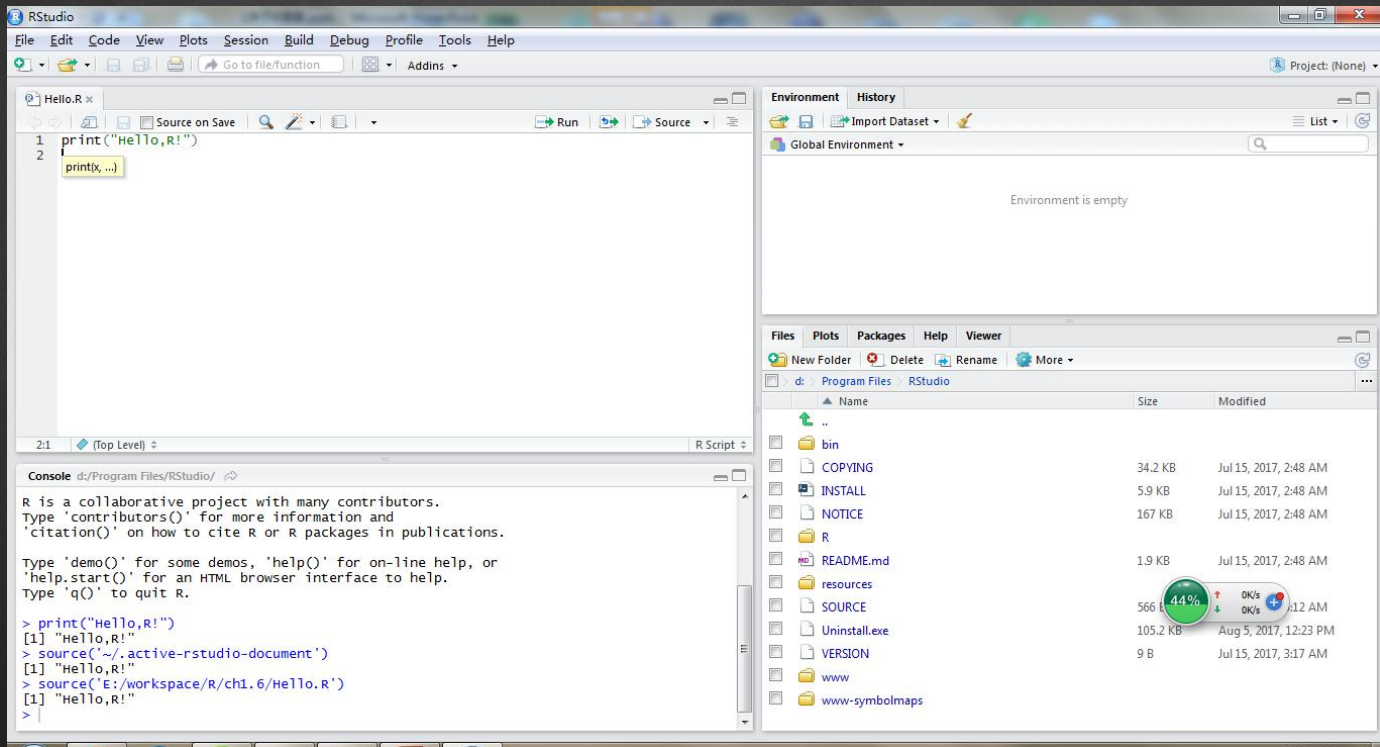 RStudio
File Edit Code View Plots Session Build Debug Profile Tools Help
Go to file/function Addins Project: (None)
Hello.R
Source on Save Run Source
1 print("Hello,R!")
2
print(x, ...)
2:1 (Top Level) R Script
Console d:/Program Files/RStudio/
R is a collaborative project with many contributors.
Type 'contributors()' for more information and
'citation()' on how to cite R or R packages in publications.
Type 'demo()' for some demos, 'help()' for on-line help, or
'help.start()' for an HTML browser interface to help.
Type 'q()' to quit R.
> print("Hello,R!")
[1] "Hello,R!"
> source('~/.active-rstudio-document')
[1] "Hello,R!"
> source('E:/workspace/R/ch1.6/Hello.R')
[1] "Hello,R!"
>
Environment History
Import Dataset List
Global Environment
Environment is empty
Files Plots Packages Help Viewer
New Folder Delete Rename More
d: Program Files RStudio ...
Name Size Modified
..
bin
COPYING 34.2 KB Jul 15, 2017, 2:48 AM
INSTALL 5.9 KB Jul 15, 2017, 2:48 AM
NOTICE 167 KB Jul 15, 2017, 2:48 AM
R
README.md 1.9 KB Jul 15, 2017, 2:48 AM
resources
SOURCE 566 :12 AM
44% 0K/s
0K/s
Uninstall.exe 105.2 KB Aug 5, 2017, 12:23 PM
VERSION 9 B Jul 15, 2017, 3:17 AM
www
www-symbolmaps